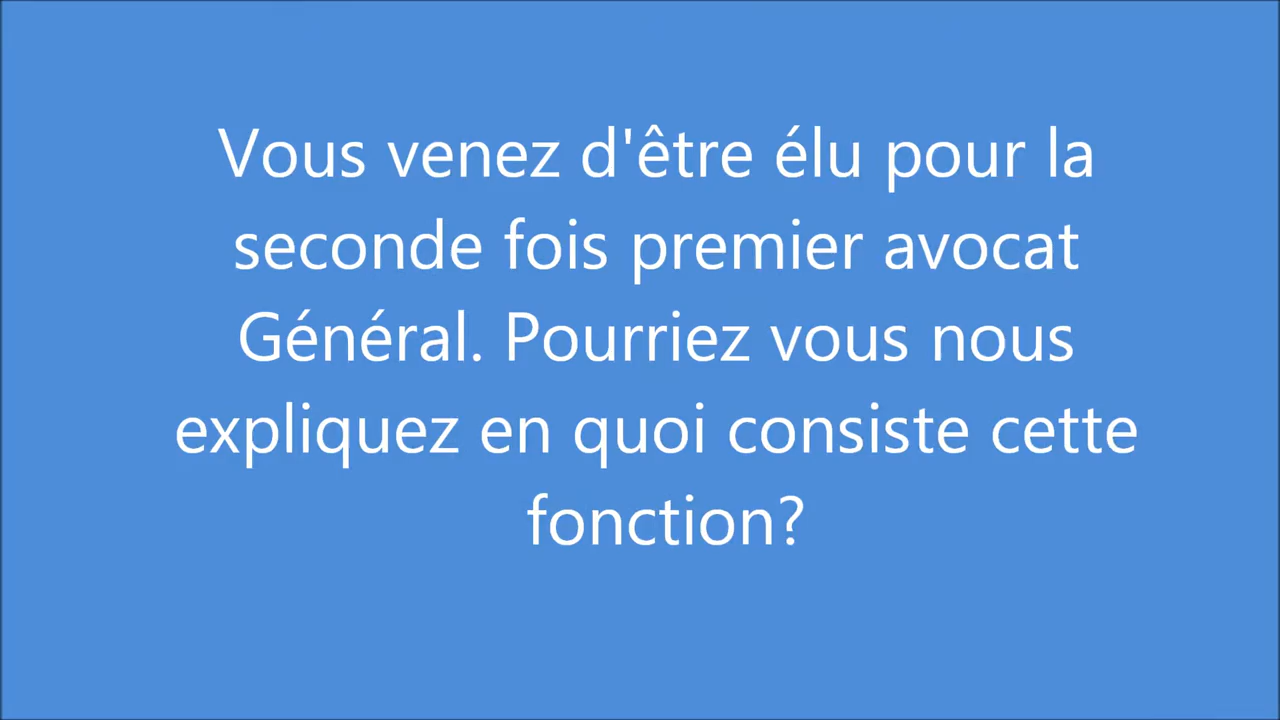 Vous venez d'être élu pour la
seconde fois premier avocat
Général. Pourriez vous nous
expliquez en quoi consiste cette
fonction?